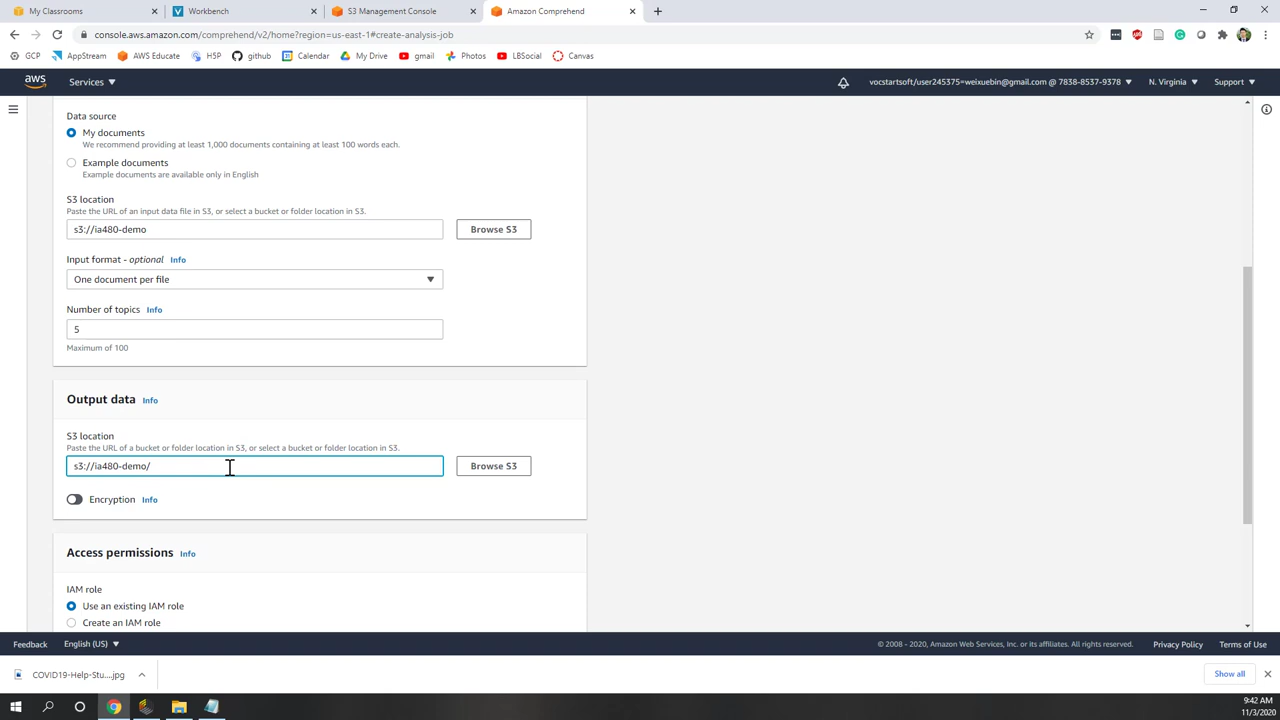 My Classrooms
Workbench
S3 Management Console
Amazon Comprehend
console.aws.amazon.com/comprehend/v2/home?region=us-east-1#create-analysis-job
GCP
AppStream
AWS Educate
H5P
github
Calendar
My Drive
gmail
Photos
LBSocial
Canvas
aws
Services
vocstartsoft/user245375=weixuebin@gmail.com @ 7838-8537-9378
N. Virginia
Support
Data source
My documents
We recommend providing at least 1,000 documents containing at least 100 words each.
Example documents
Example documents are available only in English
S3 location
Paste the URL of an input data file in S3, or select a bucket or folder location in S3.
s3://ia480-demo
Browse S3
Input format - optional Info
One document per file
Number of topics Info
5
Maximum of 100
Output data Info
S3 location
Paste the URL of a bucket or folder location in S3, or select a bucket or folder location in S3.
s3://ia480-demo/
Browse S3
Encryption Info
Access permissions Info
IAM role
Use an existing IAM role
Create an IAM role
Feedback
English (US)
© 2008 - 2020, Amazon Web Services, Inc. or its affiliates. All rights reserved.
Privacy Policy
Terms of Use
COVID19-Help-Stu....jpg
Show all
9:42 AM
11/3/2020